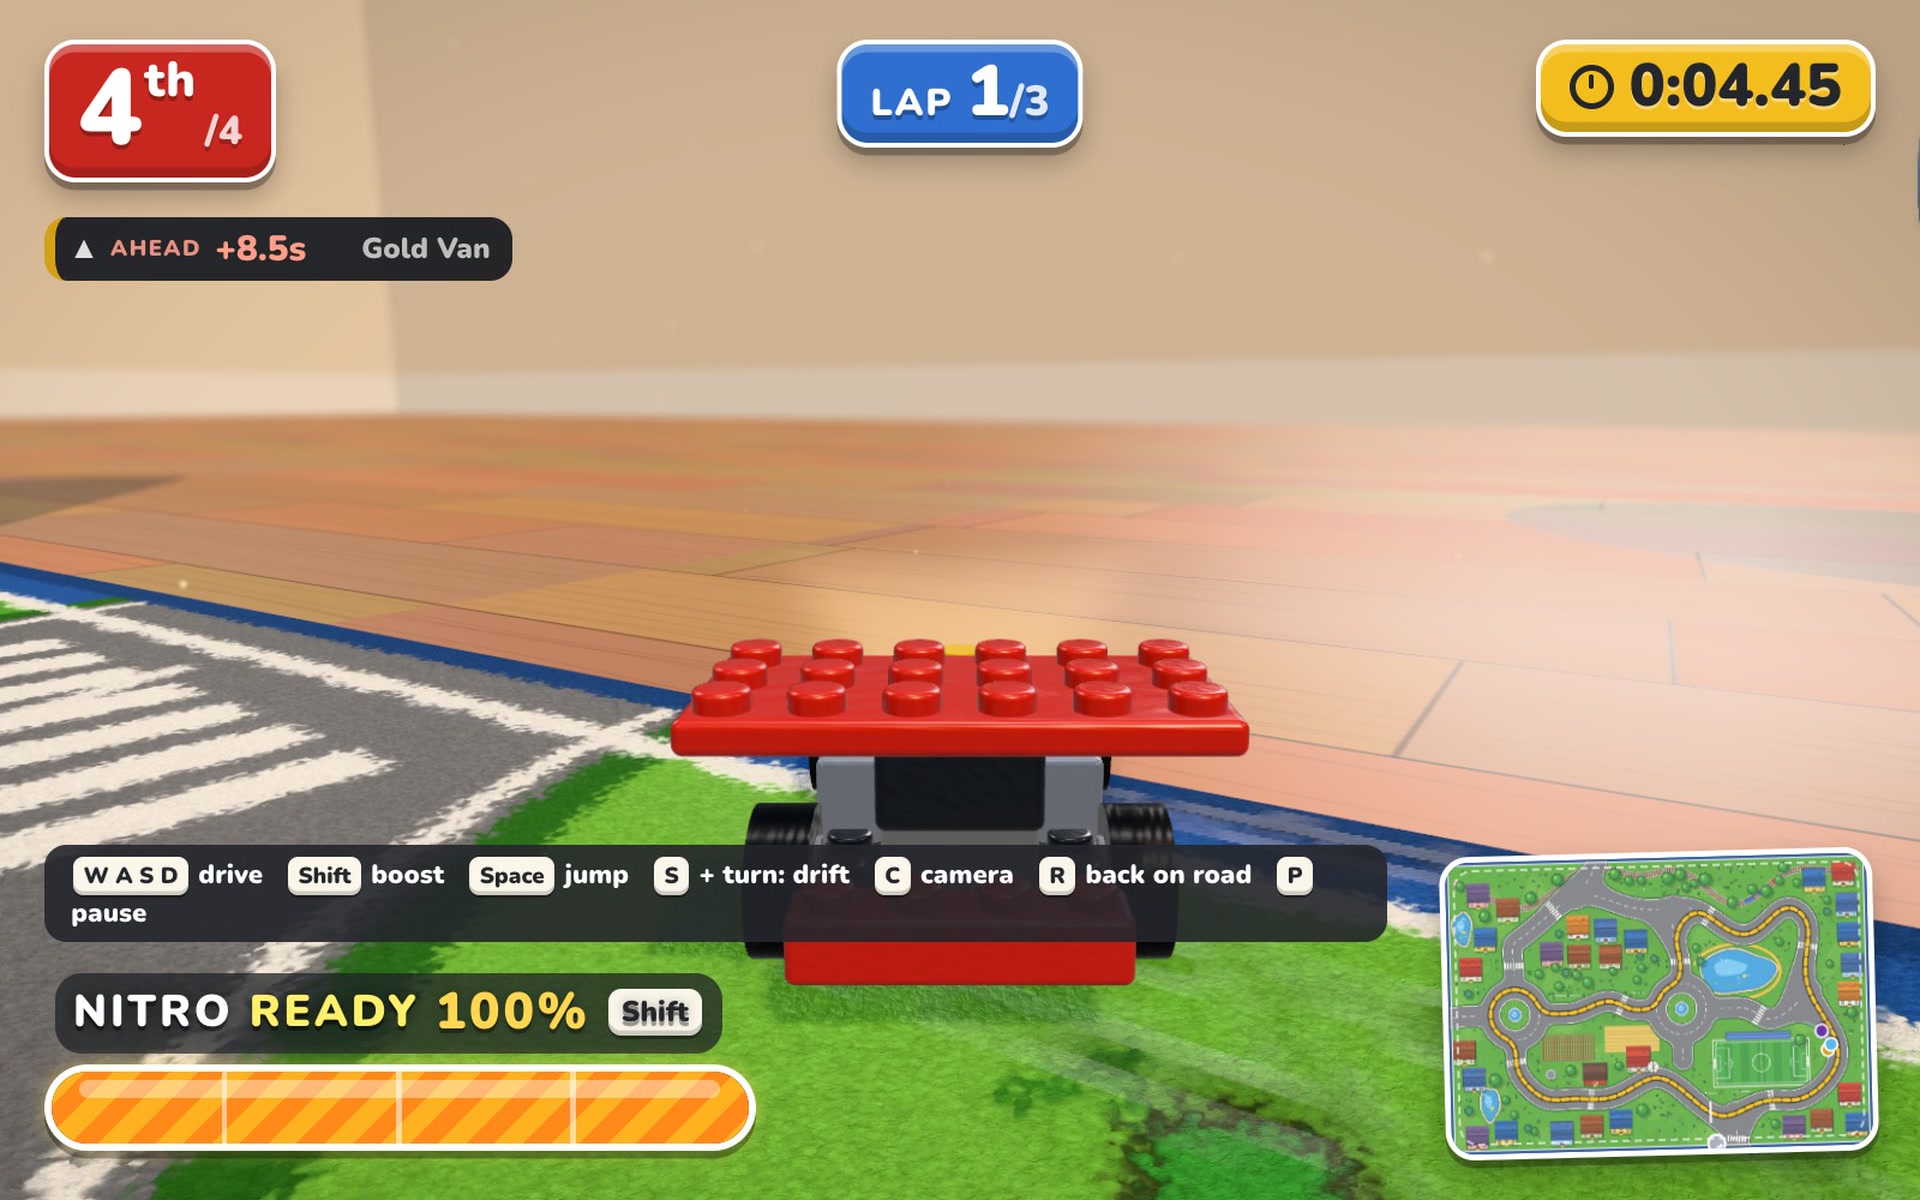 4th /4
LAP 1/3
0:04.45
▲ AHEAD +8.5s Gold Van
W A S D drive Shift boost Space jump S + turn: drift C camera R back on road P
pause
NITRO READY 100% Shift